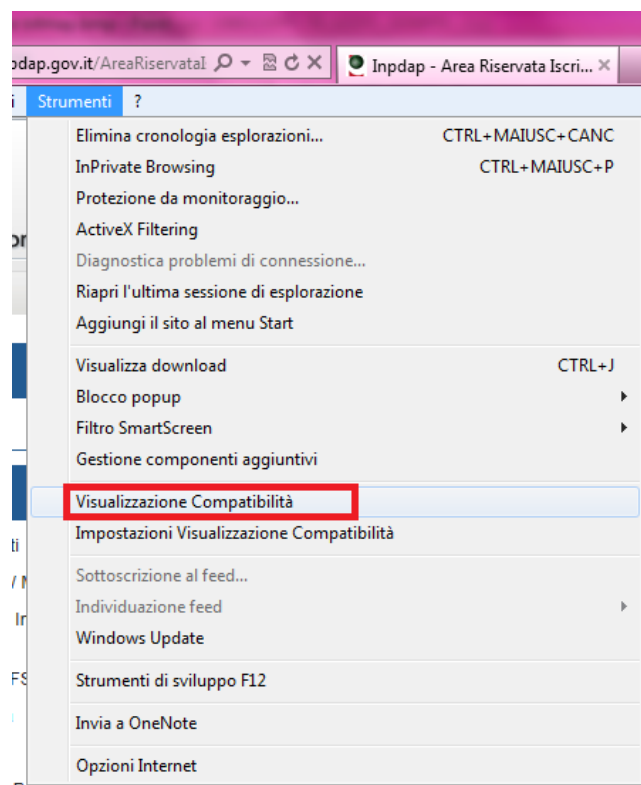 dap.gov.it/AreaRiservataI
Inpdap - Area Riservata Iscri...
Strumenti ?
Elimina cronologia esplorazioni... CTRL+MAIUSC+CANC
InPrivate Browsing CTRL+MAIUSC+P
Protezione da monitoraggio...
ActiveX Filtering
Diagnostica problemi di connessione...
Riapri l'ultima sessione di esplorazione
Aggiungi il sito al menu Start
Visualizza download CTRL+J
Blocco popup
Filtro SmartScreen
Gestione componenti aggiuntivi
Visualizzazione Compatibilità
Impostazioni Visualizzazione Compatibilità
Sottoscrizione al feed...
Individuazione feed
Windows Update
Strumenti di sviluppo F12
Invia a OneNote
Opzioni Internet